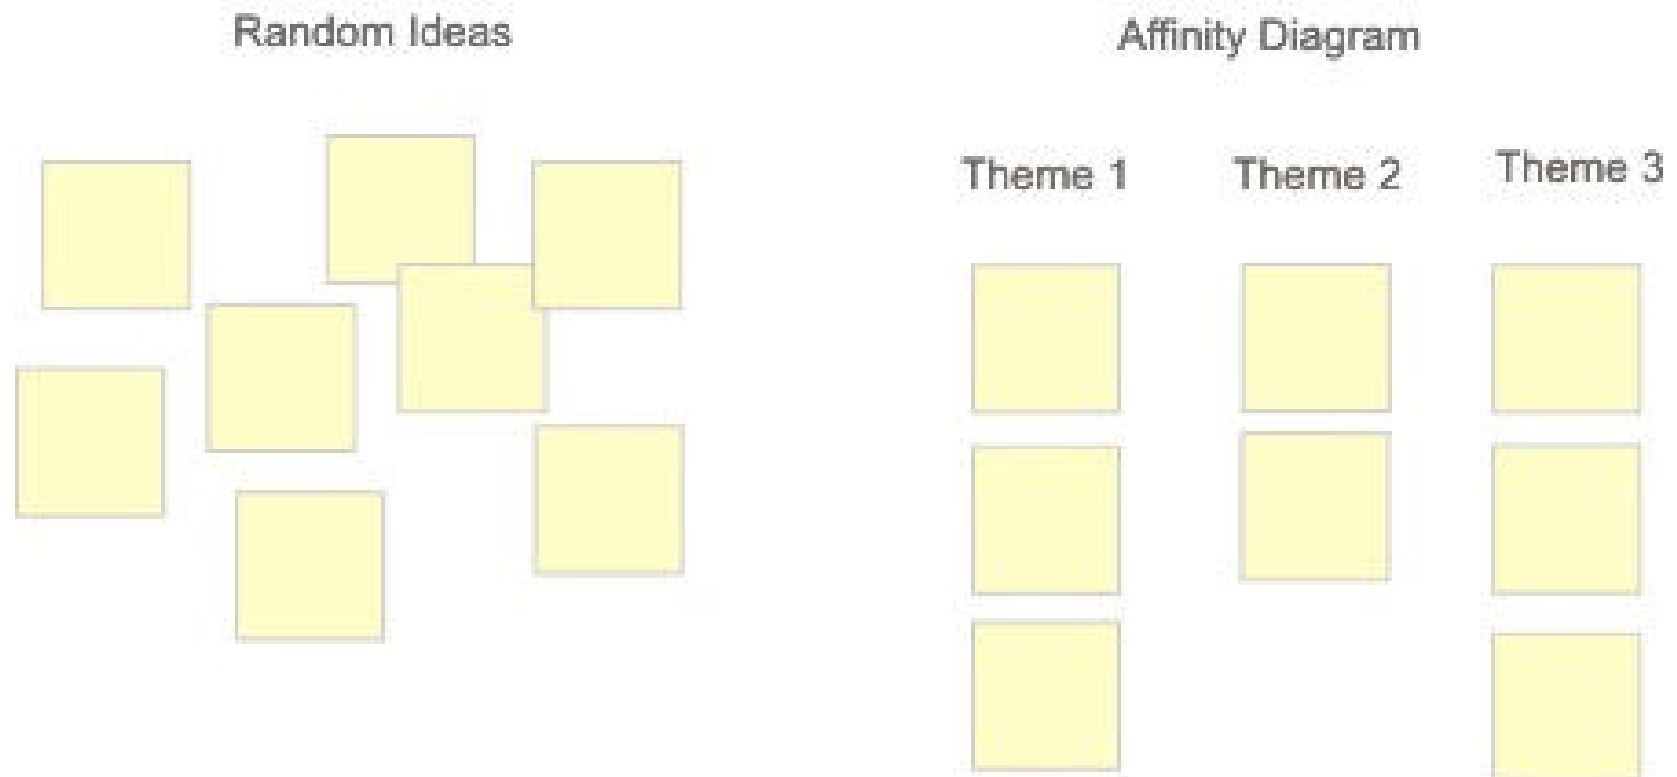 Random Ideas
Affinity Diagram
Theme 1
Theme 2
Theme 3